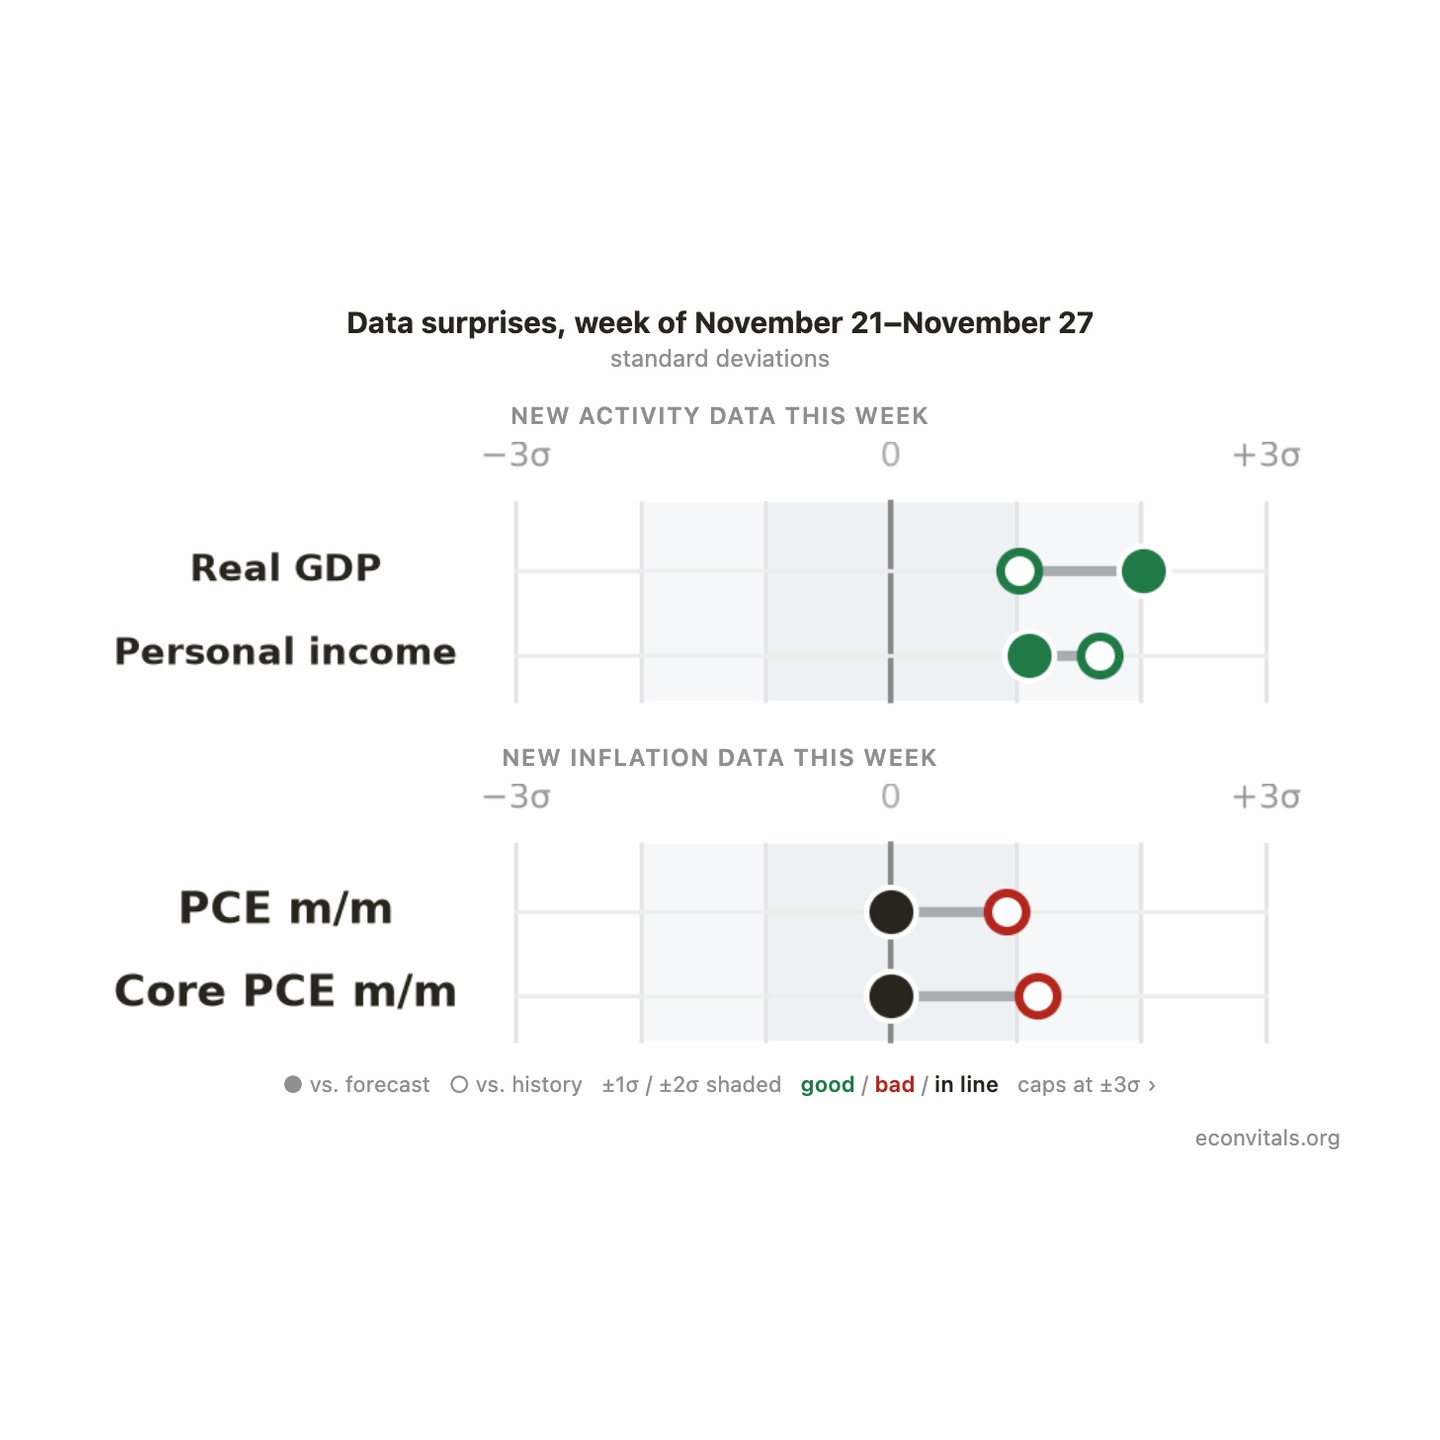 Data surprises, week of November 21–November 27
standard deviations
NEW ACTIVITY DATA THIS WEEK
−3σ 0 +3σ
Real GDP
Personal income
NEW INFLATION DATA THIS WEEK
−3σ 0 +3σ
PCE m/m
Core PCE m/m
vs. forecast vs. history ±1σ / ±2σ shaded good / bad / in line caps at ±3σ ›
econvitals.org